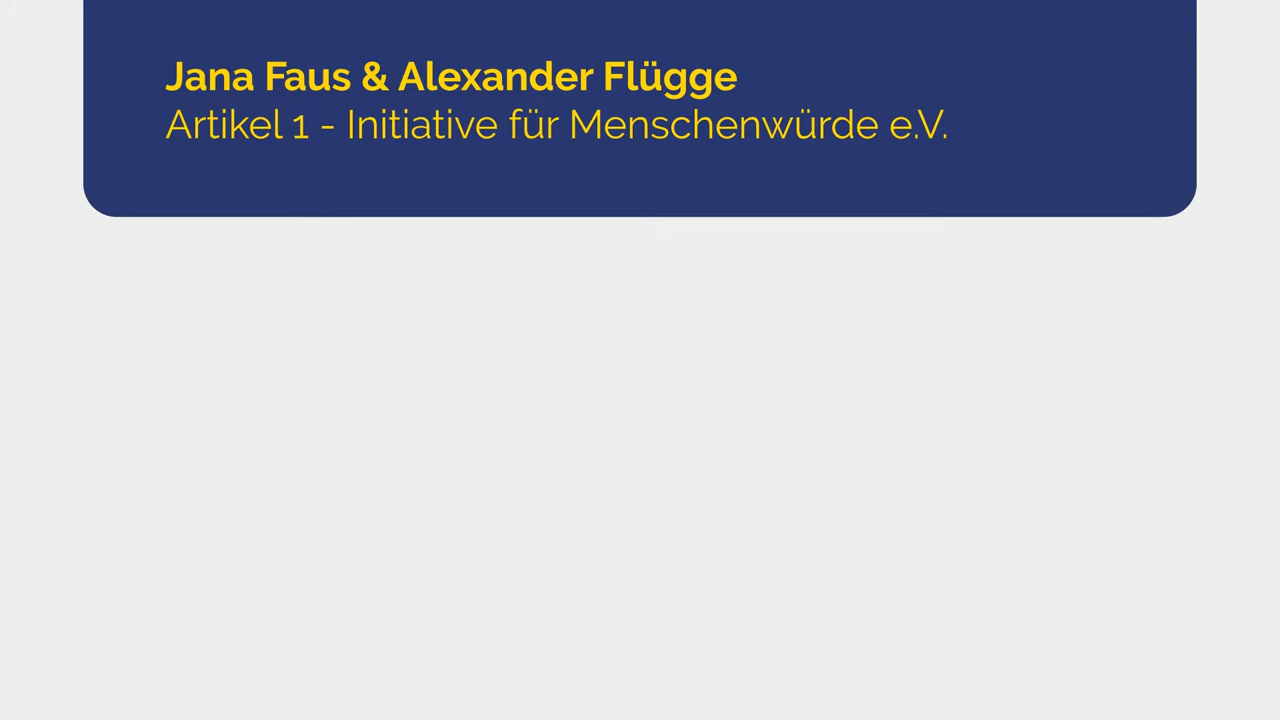 Jana Faus & Alexander Flügge
Artikel 1 - Initiative für Menschenwürde e.V.